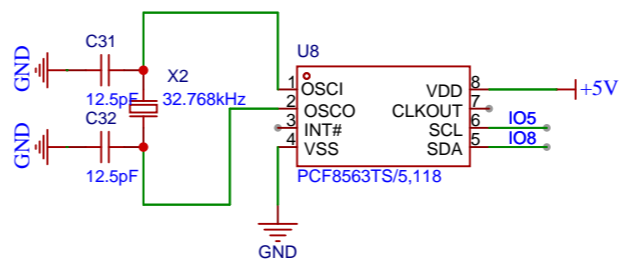 C31
GND
12.5pF
X2
32.768kHz
C32
GND
12.5pF
U8
1 OSCI
2 OSCO
3 INT#
4 VSS
VDD 8
CLKOUT 7
SCL 6
SDA 5
+5V
IO5
IO8
PCF8563TS/5,118
GND